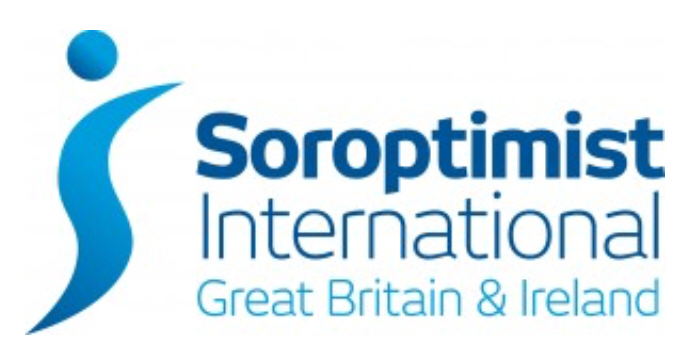 Soroptimist
International
Great Britain & Ireland